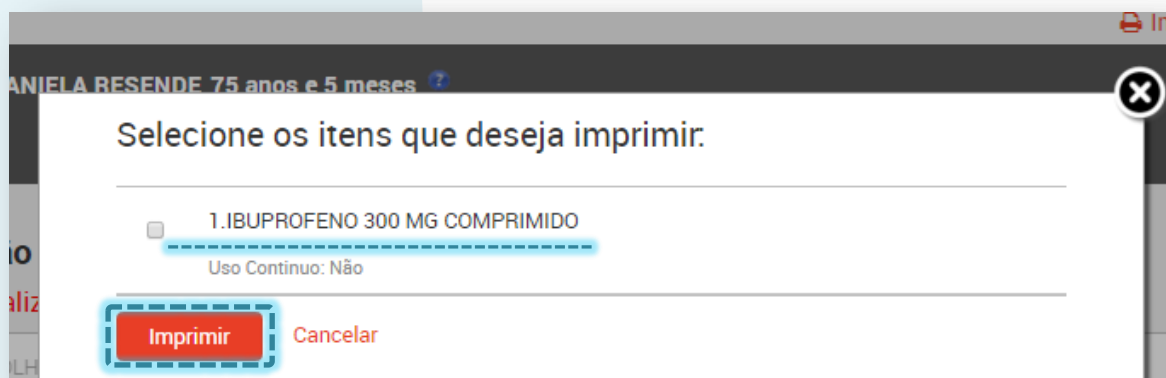 ANIELA RESENDE 75 anos e 5 meses ?
Selecione os itens que deseja imprimir:
1.IBUPROFENO 300 MG COMPRIMIDO
Uso Continuo: Não
Imprimir Cancelar